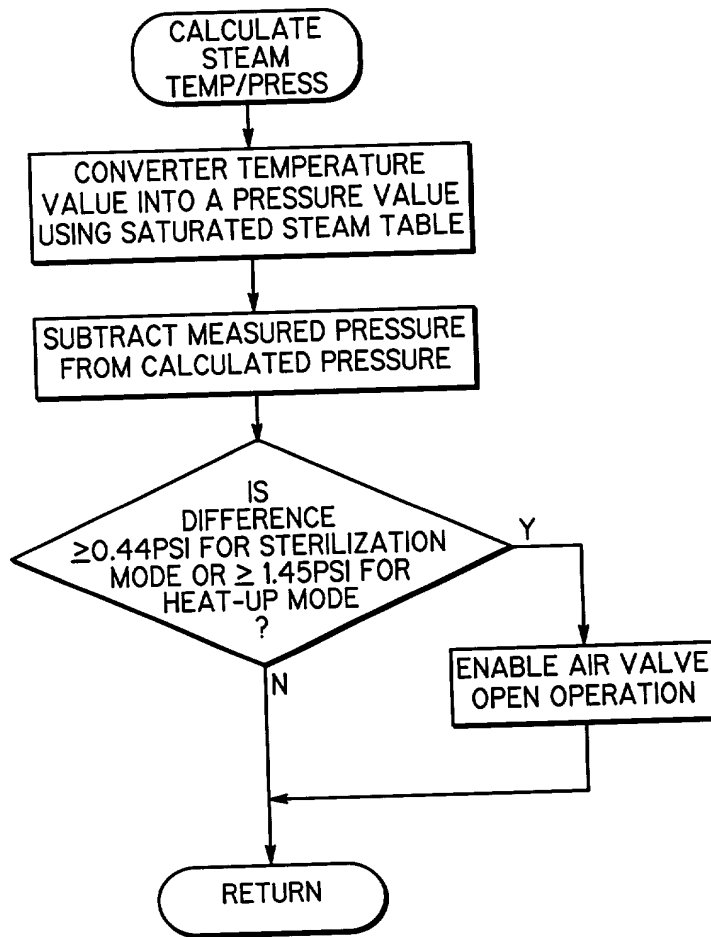 CALCULATE
STEAM
TEMP/PRESS
CONVERTER TEMPERATURE
VALUE INTO A PRESSURE VALUE
USING SATURATED STEAM TABLE
SUBTRACT MEASURED PRESSURE
FROM CALCULATED PRESSURE
IS
DIFFERENCE
≥0.44PSI FOR STERILIZATION
MODE OR ≥ 1.45PSI FOR
HEAT-UP MODE
?
Y
N
ENABLE AIR VALVE
OPEN OPERATION
RETURN